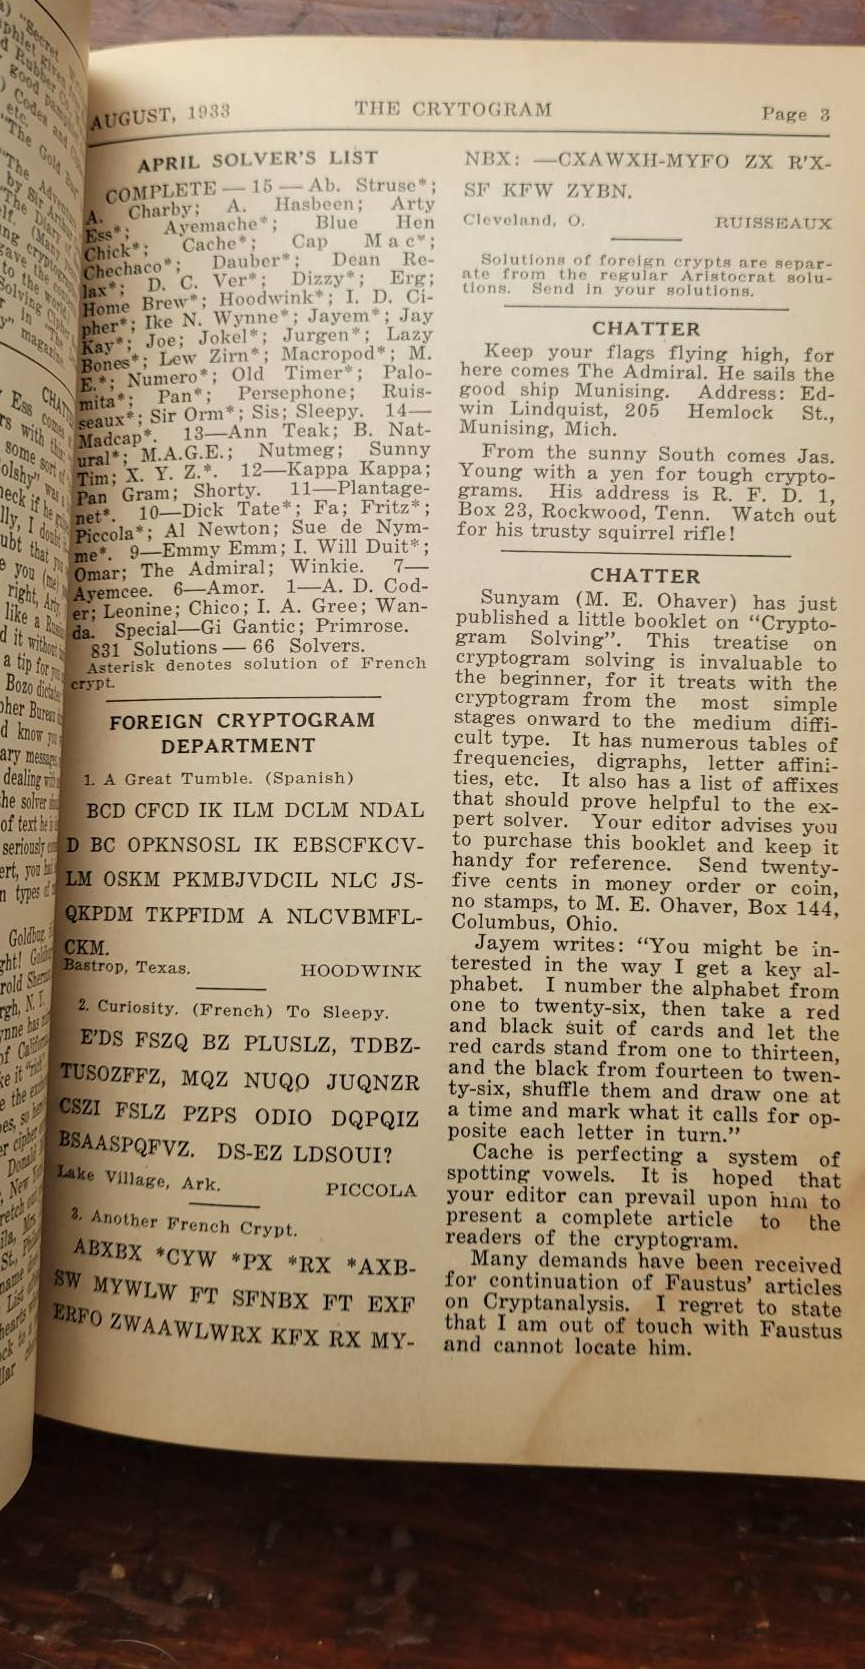 AUGUST, 1933
THE CRYTOGRAM
Page 3
APRIL SOLVER'S LIST
COMPLETE — 15 — Ab. Struse*;
A. Charby; A. Hasbeen; Arty
Ess*; Ayemache*; Blue Hen
Chick*; Cache*; Cap Mac*;
Chechaco*; Dauber*; Dean Re-
lax*; D. C. Ver*; Dizzy*; Erg;
Home Brew*; Hoodwink*; I. D. Ci-
pher*; Ike N. Wynne*; Jayem*; Jay
Kay*; Joe; Jokel*; Jurgen*; Lazy
Bones*; Lew Zirn*; Macropod*; M.
E.*; Numero*; Old Timer*; Palo-
mita*; Pan*; Persephone; Ruis-
seaux*; Sir Orm*; Sis; Sleepy. 14—
Madcap*. 13—Ann Teak; B. Nat-
ural*; M.A.G.E.; Nutmeg; Sunny
Tim; X. Y. Z.*. 12—Kappa Kappa;
Pan Gram; Shorty. 11—Plantage-
net*. 10—Dick Tate*; Fa; Fritz*;
Piccola*; Al Newton; Sue de Nym-
me*. 9—Emmy Emm; I. Will Duit*;
Omar; The Admiral; Winkie. 7—
Ayemcee. 6—Amor. 1—A. D. Cod-
er; Leonine; Chico; I. A. Gree; Wan-
da. Special—Gi Gantic; Primrose.
831 Solutions — 66 Solvers.
Asterisk denotes solution of French
crypt.
FOREIGN CRYPTOGRAM
DEPARTMENT
1. A Great Tumble. (Spanish)
BCD CFCD IK ILM DCLM NDAL
D BC OPKNSOSL IK EBSCFKCV-
LM OSKM PKMBJVDCIL NLC JS-
QKPDM TKPFIDM A NLCVBMFL-
CKM.
Bastrop, Texas. HOODWINK
2. Curiosity. (French) To Sleepy.
E'DS FSZQ BZ PLUSLZ, TDBZ-
TUSOZFFZ, MQZ NUQO JUQNZR
CSZI FSLZ PZPS ODIO DQPQIZ
BSAASPQFVZ. DS-EZ LDSOUI?
Lake Village, Ark. PICCOLA
3. Another French Crypt.
ABXBX *CYW *PX *RX *AXB-
SW MYWLW FT SFNBX FT EXF
ERFO ZWAAWLWRX KFX RX MY-
NBX: —CXAWXH-MYFO ZX R'X-
SF KFW ZYBN.
Cleveland, O. RUISSEAUX
Solutions of foreign crypts are separ-
ate from the regular Aristocrat solu-
tions. Send in your solutions.
CHATTER
Keep your flags flying high, for
here comes The Admiral. He sails the
good ship Munising. Address: Ed-
win Lindquist, 205 Hemlock St.,
Munising, Mich.
From the sunny South comes Jas.
Young with a yen for tough crypto-
grams. His address is R. F. D. 1,
Box 23, Rockwood, Tenn. Watch out
for his trusty squirrel rifle!
CHATTER
Sunyam (M. E. Ohaver) has just
published a little booklet on “Crypto-
gram Solving”. This treatise on
cryptogram solving is invaluable to
the beginner, for it treats with the
cryptogram from the most simple
stages onward to the medium diffi-
cult type. It has numerous tables of
frequencies, digraphs, letter affini-
ties, etc. It also has a list of affixes
that should prove helpful to the ex-
pert solver. Your editor advises you
to purchase this booklet and keep it
handy for reference. Send twenty-
five cents in money order or coin,
no stamps, to M. E. Ohaver, Box 144,
Columbus, Ohio.
Jayem writes: “You might be in-
terested in the way I get a key al-
phabet. I number the alphabet from
one to twenty-six, then take a red
and black suit of cards and let the
red cards stand from one to thirteen,
and the black from fourteen to twen-
ty-six, shuffle them and draw one at
a time and mark what it calls for op-
posite each letter in turn.”
Cache is perfecting a system of
spotting vowels. It is hoped that
your editor can prevail upon him to
present a complete article to the
readers of the cryptogram.
Many demands have been received
for continuation of Faustus' articles
on Cryptanalysis. I regret to state
that I am out of touch with Faustus
and cannot locate him.